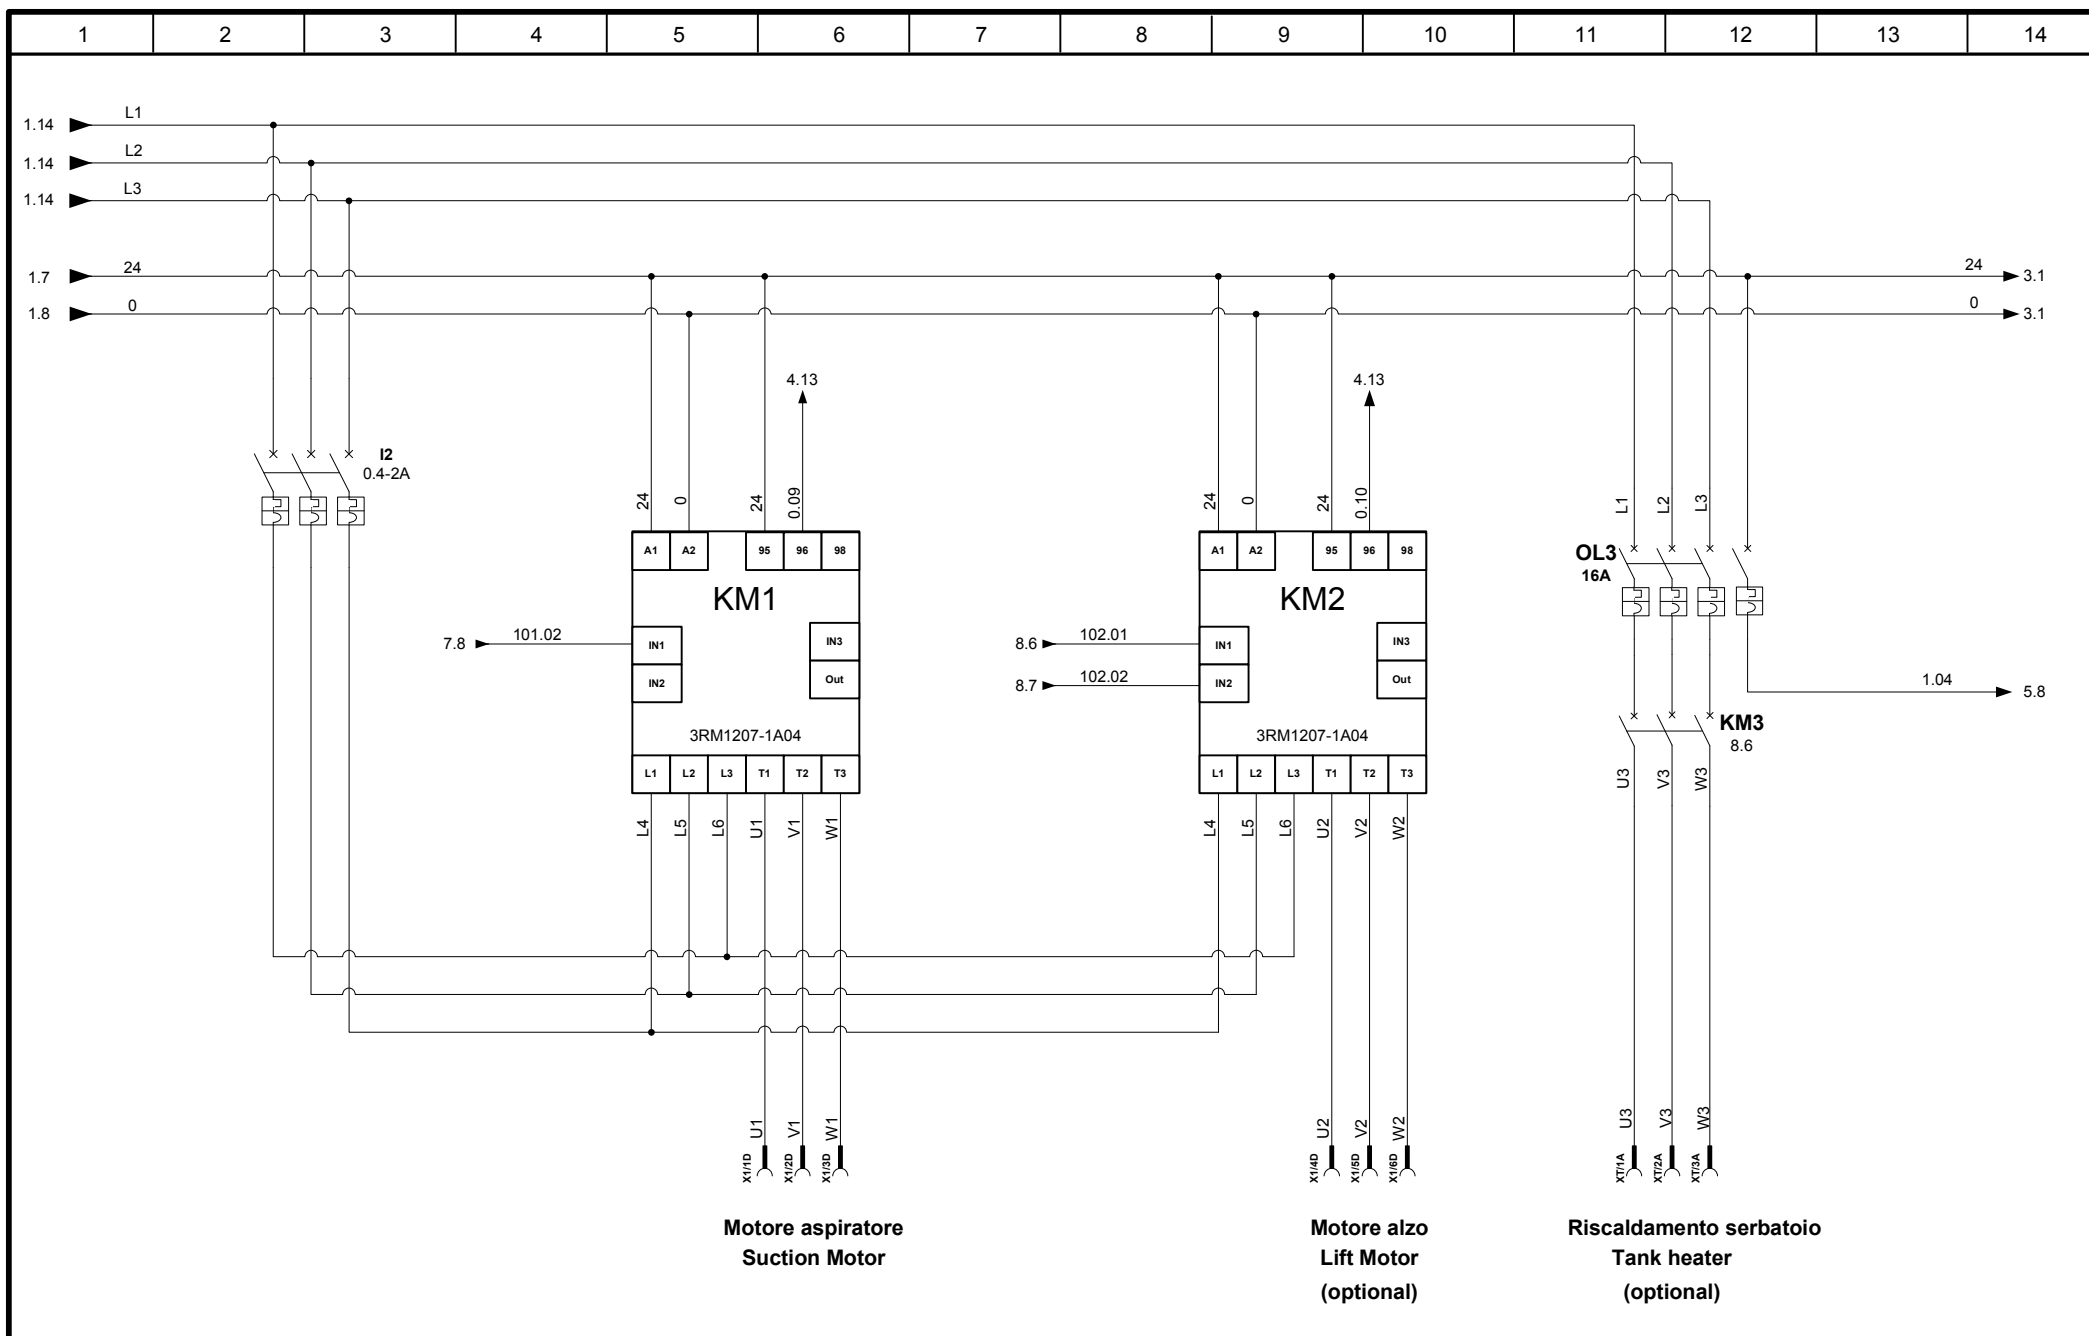 1 2 3 4 5 6 7 8 9 10 11 12 13 14
1.14 L1
1.14 L2
1.14 L3
1.7 24 24 3.1
1.8 0 0 3.1
4.13 4.13
I2
0.4-2A
24 0 24 0.09
24 0 24 0.10
L1 L2 L3
A1 A2 95 96 98
KM1
7.8 101.02 IN1 IN3
IN2 Out
3RM1207-1A04
L1 L2 L3 T1 T2 T3
L4 L5 L6 U1 V1 W1
A1 A2 95 96 98
KM2
8.6 102.01 IN1 IN3
8.7 102.02 IN2 Out
3RM1207-1A04
L1 L2 L3 T1 T2 T3
L4 L5 L6 U2 V2 W2
OL3
16A
1.04 5.8
KM3
8.6
U3 V3 W3
U1 V1 W1
X1/1D X1/2D X1/3D
U2 V2 W2
X1/4D X1/5D X1/6D
U3 V3 W3
XT/1A XT/2A XT/3A
Motore aspiratore
Suction Motor
Motore alzo
Lift Motor
(optional)
Riscaldamento serbatoio
Tank heater
(optional)